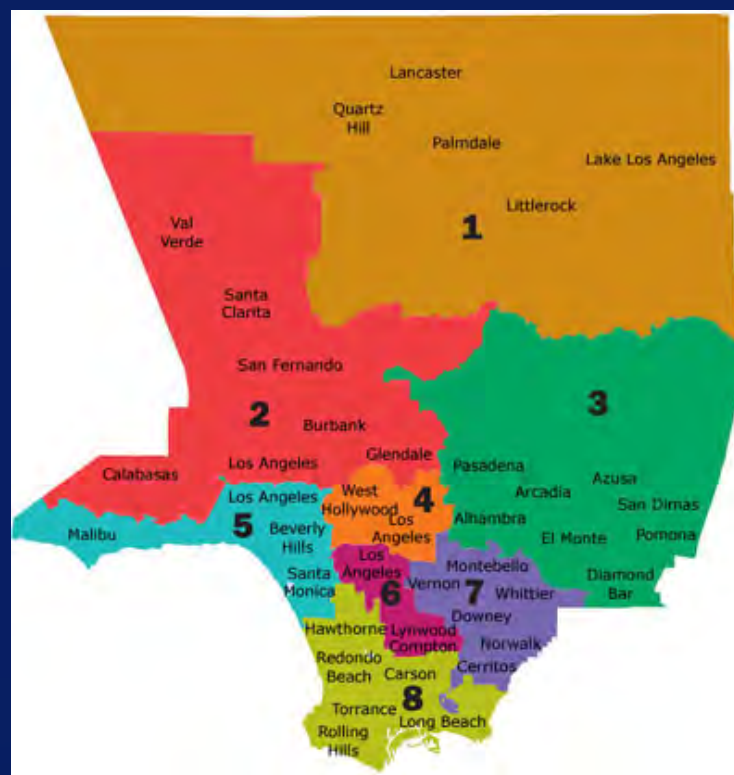 Lancaster
Quartz
Hill
Palmdale
Lake Los Angeles
Littlerock
1
Val
Verde
Santa
Clarita
San Fernando
2
Burbank
Glendale
Los Angeles
Calabasas
3
Pasadena
Azusa
Arcadia
San Dimas
Alhambra
El Monte
Pomona
Diamond
Bar
West
Hollywood
4
Los
Angeles
Los Angeles
5
Beverly
Hills
Malibu
Santa
Monica
Los
Angeles
6
Lynwood
Compton
Montebello
Vernon
7
Whittier
Downey
Norwalk
Cerritos
Hawthorne
Redondo
Beach
Carson
8
Torrance
Long Beach
Rolling
Hills